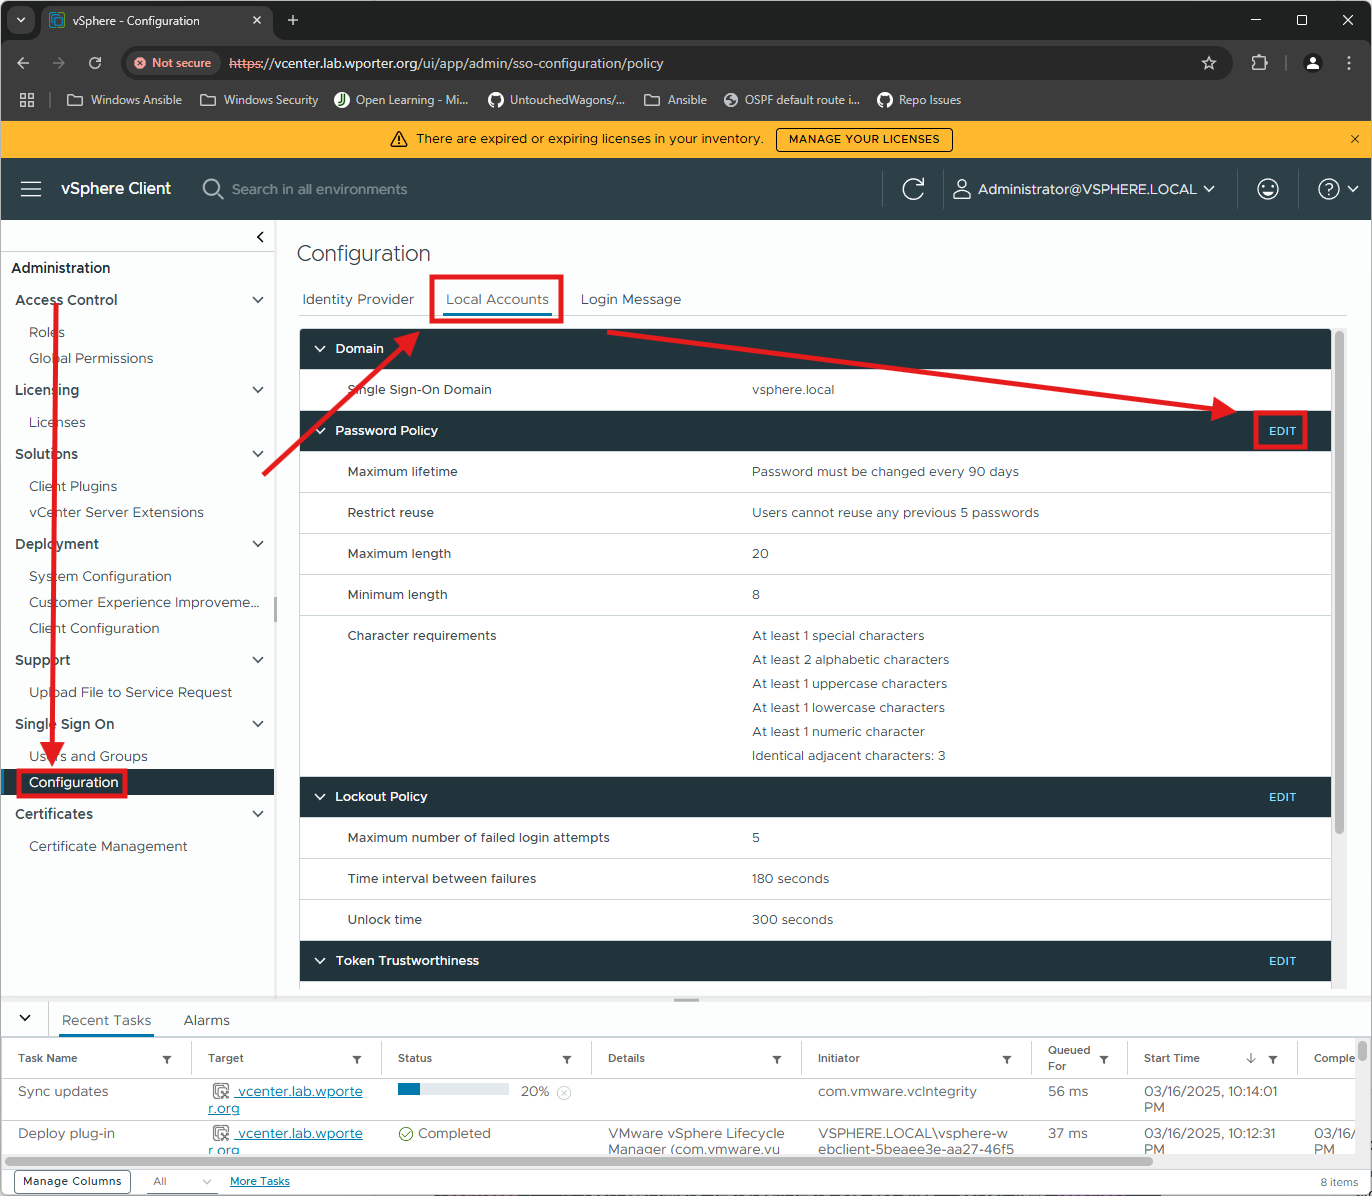 vSphere - Configuration
Not secure
https://vcenter.lab.wporter.org/ui/app/admin/sso-configuration/policy
Windows Ansible
Windows Security
Open Learning - Mi...
UntouchedWagons/...
Ansible
OSPF default route i...
Repo Issues
There are expired or expiring licenses in your inventory.
MANAGE YOUR LICENSES
vSphere Client
Search in all environments
Administrator@VSPHERE.LOCAL
Administration
Access Control
Roles
Global Permissions
Licensing
Licenses
Solutions
Client Plugins
vCenter Server Extensions
Deployment
System Configuration
Customer Experience Improveme...
Client Configuration
Support
Upload File to Service Request
Single Sign On
Users and Groups
Configuration
Certificates
Certificate Management
Configuration
Identity Provider
Local Accounts
Login Message
Domain
Single Sign-On Domain
vsphere.local
Password Policy
EDIT
Maximum lifetime
Password must be changed every 90 days
Restrict reuse
Users cannot reuse any previous 5 passwords
Maximum length
20
Minimum length
8
Character requirements
At least 1 special characters
At least 2 alphabetic characters
At least 1 uppercase characters
At least 1 lowercase characters
At least 1 numeric character
Identical adjacent characters: 3
Lockout Policy
EDIT
Maximum number of failed login attempts
5
Time interval between failures
180 seconds
Unlock time
300 seconds
Token Trustworthiness
EDIT
Recent Tasks
Alarms
Task Name
Target
Status
Details
Initiator
Queued
For
Start Time
Comple
Sync updates
vcenter.lab.wporte
r.org
20%
com.vmware.vcIntegrity
56 ms
03/16/2025, 10:14:01
PM
Deploy plug-in
vcenter.lab.wporte
r.org
Completed
VMware vSphere Lifecycle
Manager (com.vmware.vu
VSPHERE.LOCAL\vsphere-w
ebclient-5beaee3e-aa27-46f5
37 ms
03/16/2025, 10:12:31
PM
03/16/
PM
Manage Columns
All
More Tasks
8 items